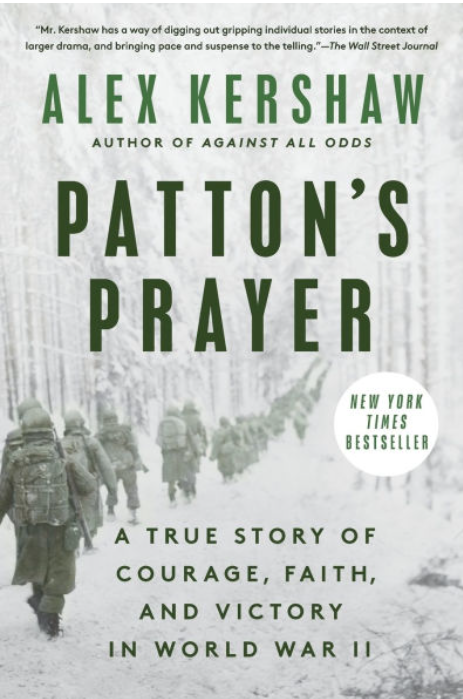 “Mr. Kershaw has a way of digging out gripping individual stories in the context of
larger drama, and bringing pace and suspense to the telling.”—The Wall Street Journal
ALEX KERSHAW
AUTHOR OF AGAINST ALL ODDS
PATTON’S
PRAYER
NEW YORK
TIMES
BESTSELLER
A TRUE STORY OF
COURAGE, FAITH,
AND VICTORY
IN WORLD WAR II